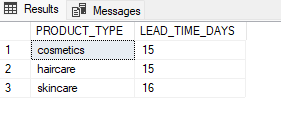 Results Messages
PRODUCT_TYPE LEAD_TIME_DAYS
1 cosmetics 15
2 haircare 15
3 skincare 16